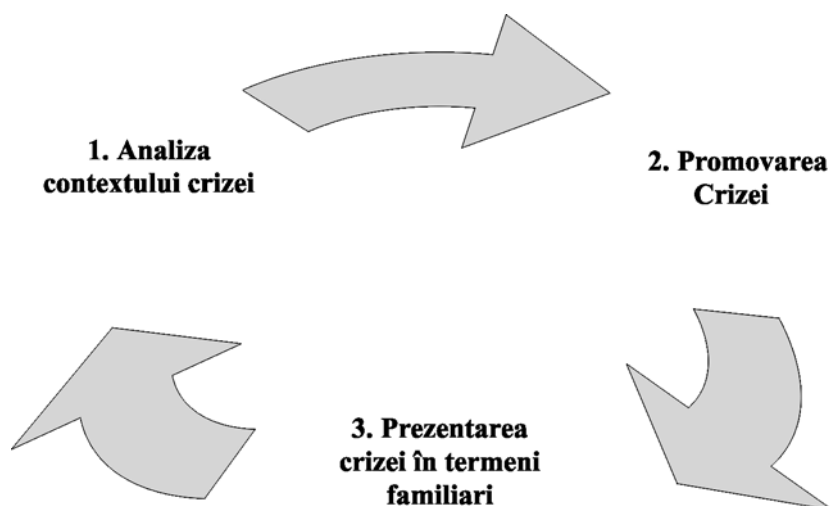 1. Analiza
contextului crizei
2. Promovarea
Crizei
3. Prezentarea
crizei în termeni
familiari